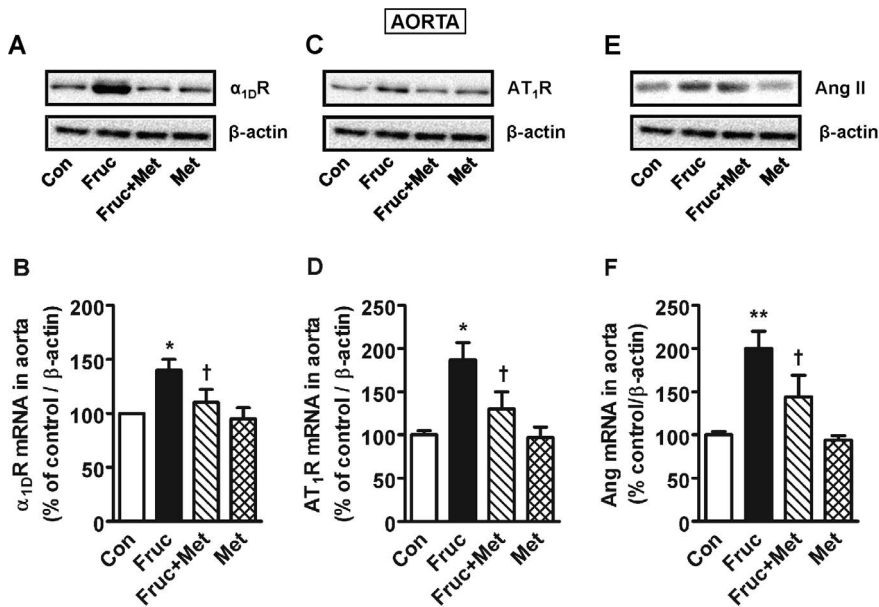 AORTA
A
α1DR
β-actin
Con Fruc Fruc+Met Met
C
AT1R
β-actin
Con Fruc Fruc+Met Met
E
Ang II
β-actin
Con Fruc Fruc+Met Met
B
α1DR mRNA in aorta
(% of control / β-actin)
200
150
100
50
0
*
†
Con Fruc Fruc+Met Met
D
AT1R mRNA in aorta
(% of control / β-actin)
250
200
150
100
50
0
*
†
Con Fruc Fruc+Met Met
F
Ang mRNA in aorta
(% control/β-actin)
250
200
150
100
50
0
**
†
Con Fruc Fruc+Met Met